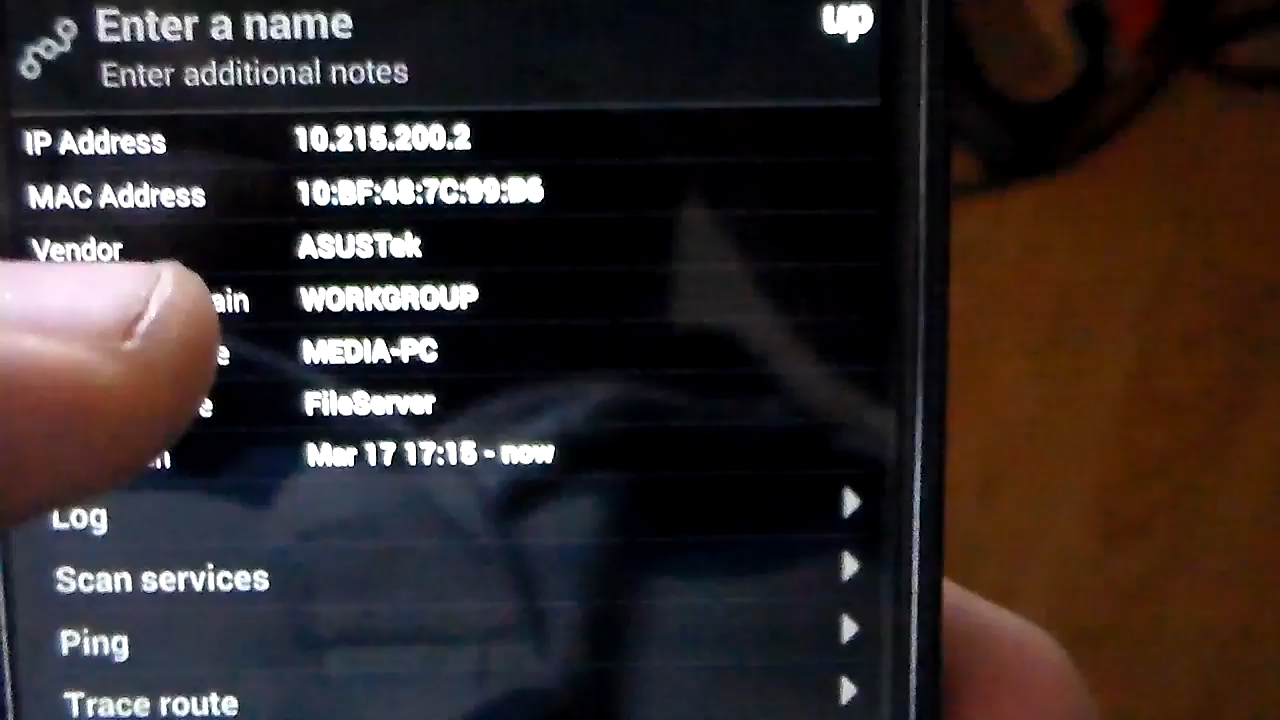 Enter a name
up
Enter additional notes
IP Address 10.215.200.2
MAC Address 10:BF:48:7C:99:D6
Vendor ASUSTek
WORKGROUP
MEDIA-PC
FileServer
Mar 17 17:15 - now
Log
Scan services
Ping
Trace route